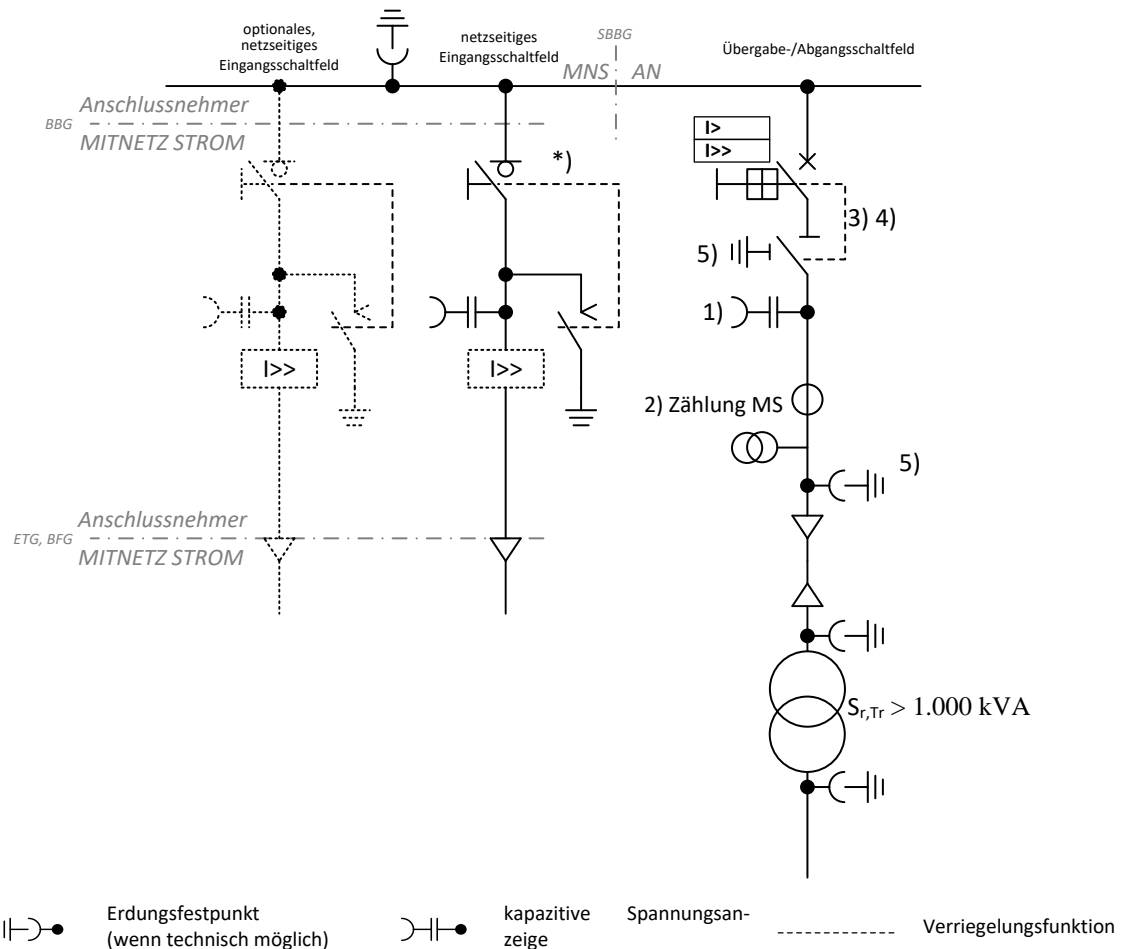 optionales,
netzseitiges
Eingangsschaltfeld
netzseitiges
Eingangsschaltfeld
SBBG
MNS AN
Übergabe-/Abgangsschaltfeld
Anschlussnehmer
BBG
MITNETZ STROM
I>
I>>
*)
3) 4)
5)
1)
I>>
I>>
2) Zählung MS
5)
Anschlussnehmer
ETG, BFG
MITNETZ STROM
Sr,Tr > 1.000 kVA
Erdungsfestpunkt
(wenn technisch möglich)
kapazitive Spannungsan-
zeige
Verriegelungsfunktion